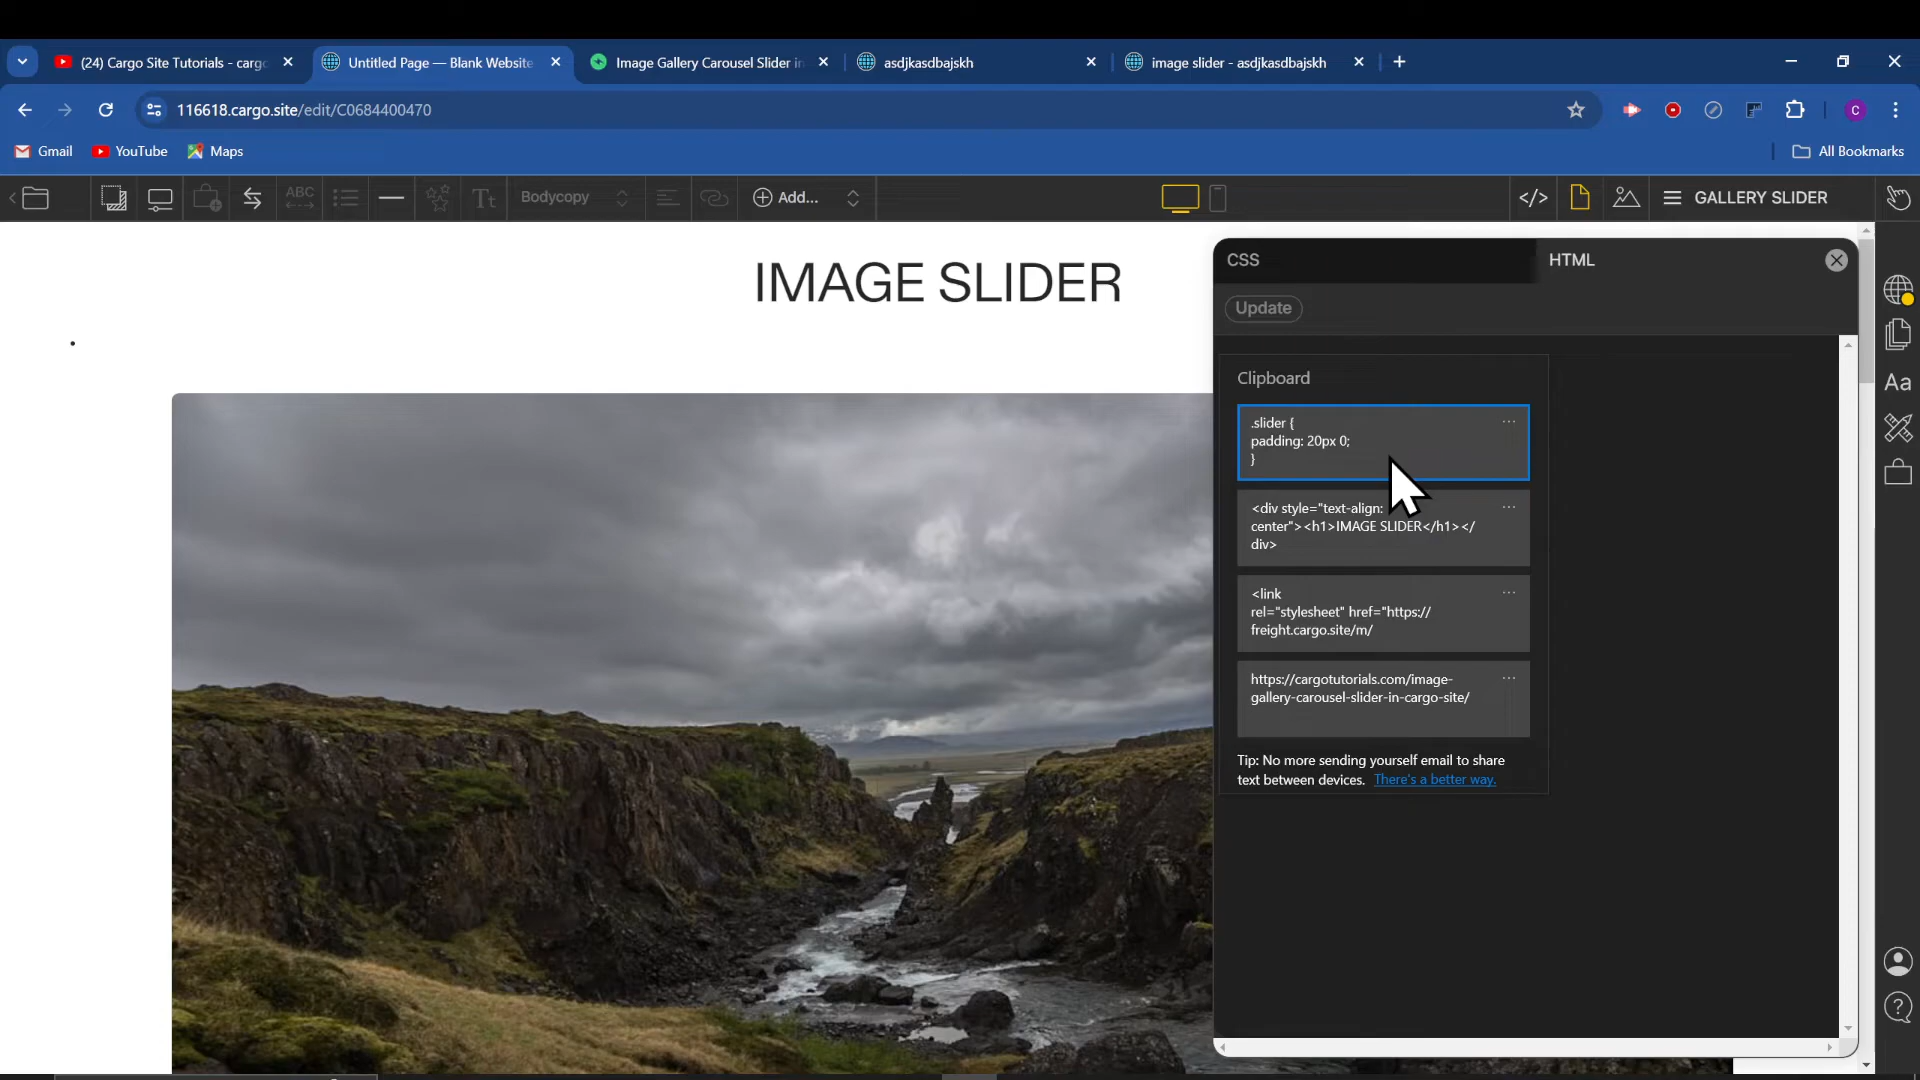 (24) Cargo Site Tutorials - cargo
Untitled Page — Blank Website
Image Gallery Carousel Slider in
asdjkasdbajskh
image slider - asdjkasdbajskh
116618.cargo.site/edit/C0684400470
C
Gmail
YouTube
Maps
All Bookmarks
ABC
Tt
Bodycopy
Add...
</>
GALLERY SLIDER
IMAGE SLIDER
CSS
HTML
Update
Aa
Clipboard
.slider {
padding: 20px 0;
}
<div style="text-align:
center"><h1>IMAGE SLIDER</h1></
div>
<link
rel="stylesheet" href="https://
freight.cargo.site/m/
https://cargotutorials.com/image-
gallery-carousel-slider-in-cargo-site/
Tip: No more sending yourself email to share
text between devices. There's a better way.